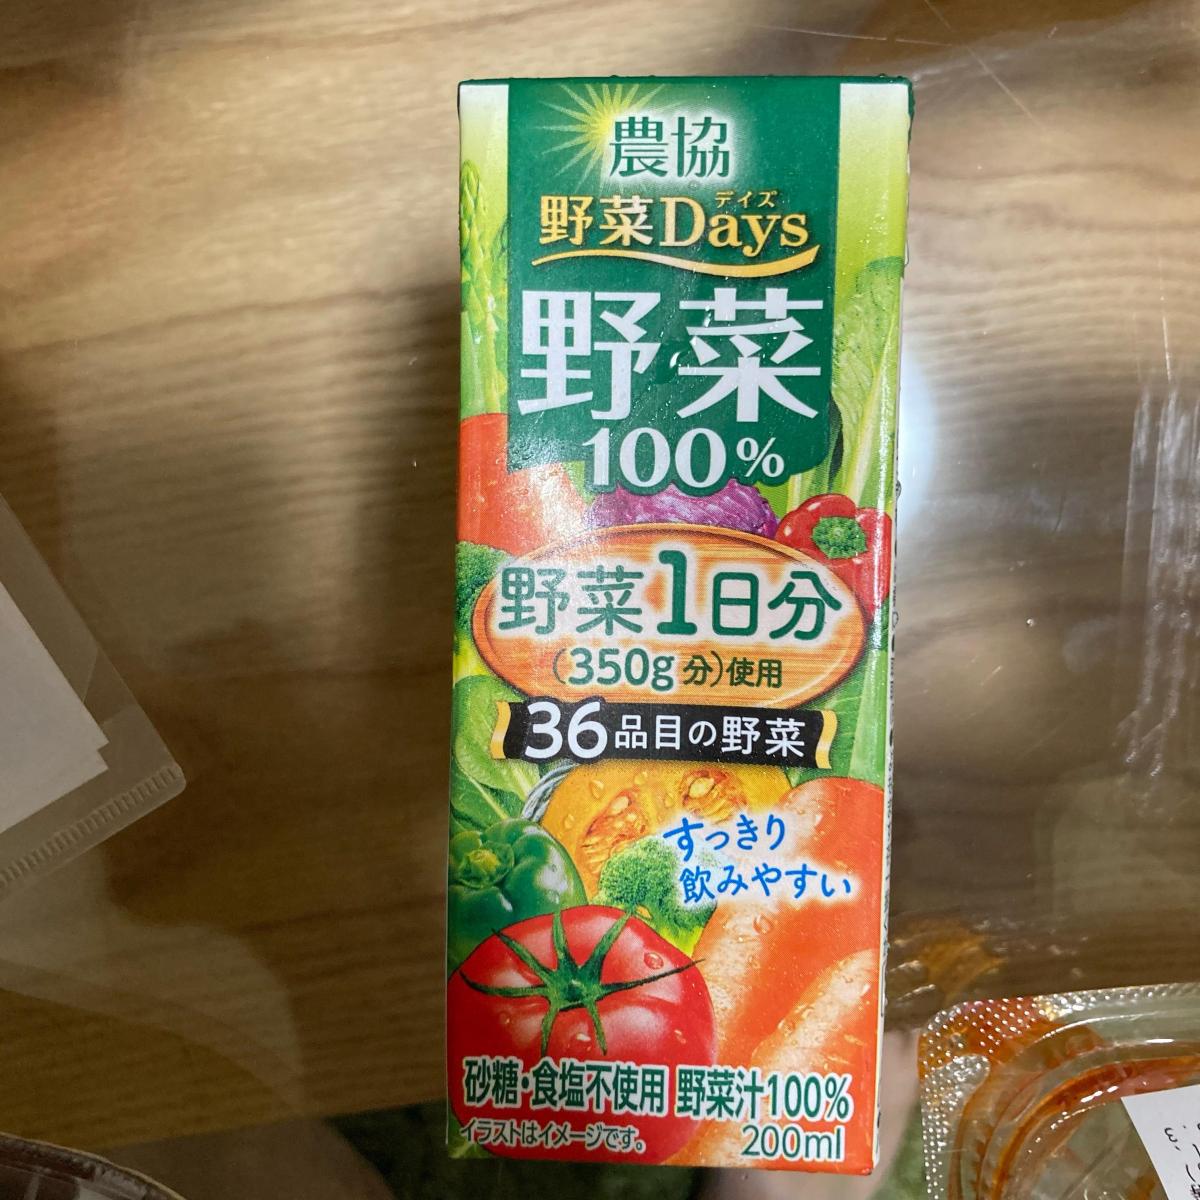 農協
デイズ
野菜Days
野菜
100%
野菜1日分
(350g分)使用
36品目の野菜
すっきり
飲みやすい
砂糖・食塩不使用 野菜汁100%
イラストはイメージです。
200ml